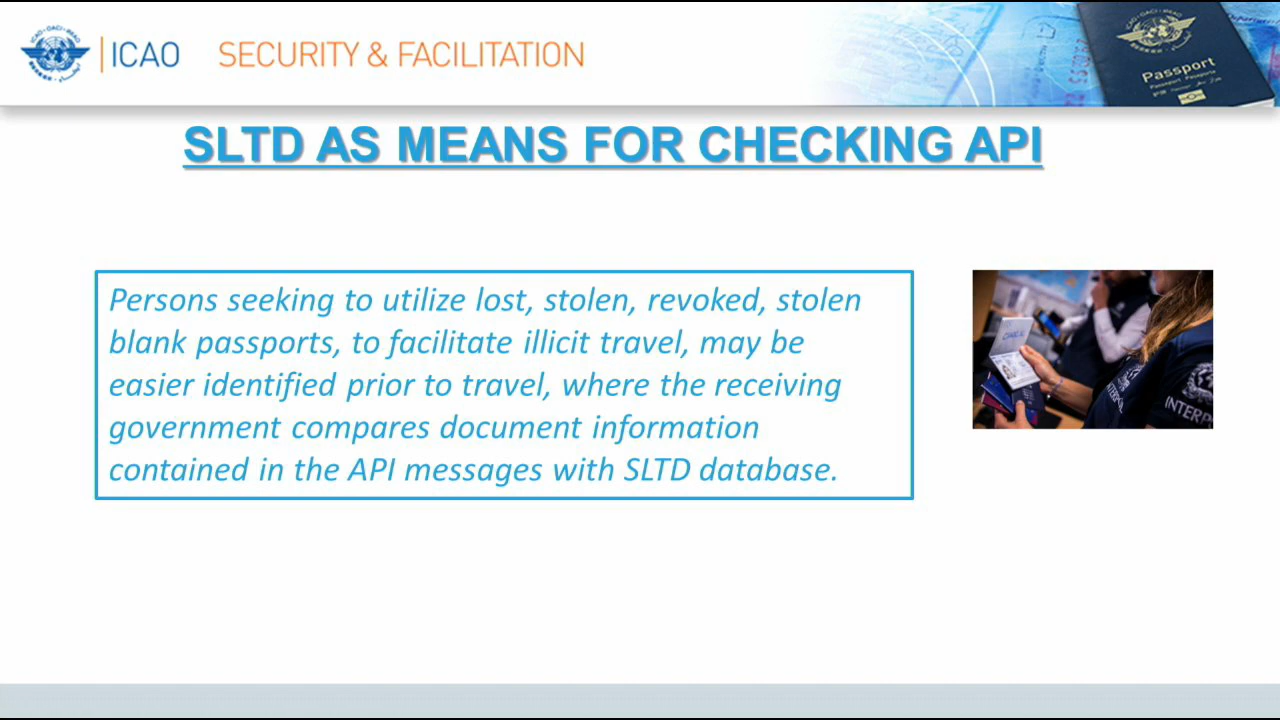 ICAO SECURITY & FACILITATION
Passport
SLTD AS MEANS FOR CHECKING API
Persons seeking to utilize lost, stolen, revoked, stolen
blank passports, to facilitate illicit travel, may be
easier identified prior to travel, where the receiving
government compares document information
contained in the API messages with SLTD database.
INTERP